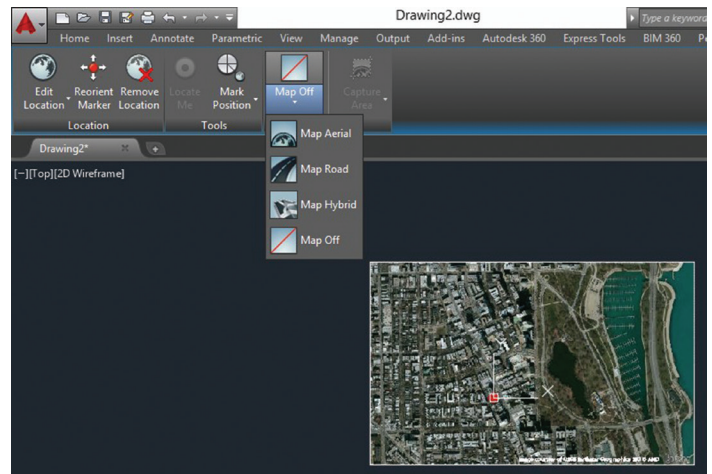 Drawing2.dwg
Type a keyword
Home Insert Annotate Parametric View Manage Output Add-ins Autodesk 360 Express Tools BIM 360
Edit Location
Reorient Marker
Remove Location
Locate Me
Mark Position
Map Off
Capture Area
Location
Tools
Map Aerial
Map Road
Map Hybrid
Map Off
Drawing2*
[−][Top][2D Wireframe]